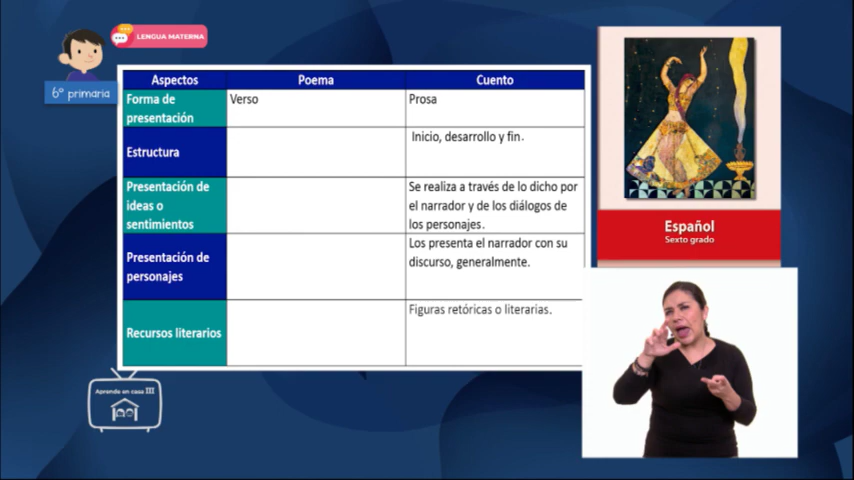 LENGUA MATERNA
6° primaria
Aspectos Poema Cuento
Forma de Verso Prosa
presentación
Estructura Inicio, desarrollo y fin.
Presentación de Se realiza a través de lo dicho por
ideas o el narrador y de los diálogos de
sentimientos los personajes.
Presentación de Los presenta el narrador con su
personajes discurso, generalmente.
Recursos literarios Figuras retóricas o literarias.
Español
Sexto grado
Aprende en casa III